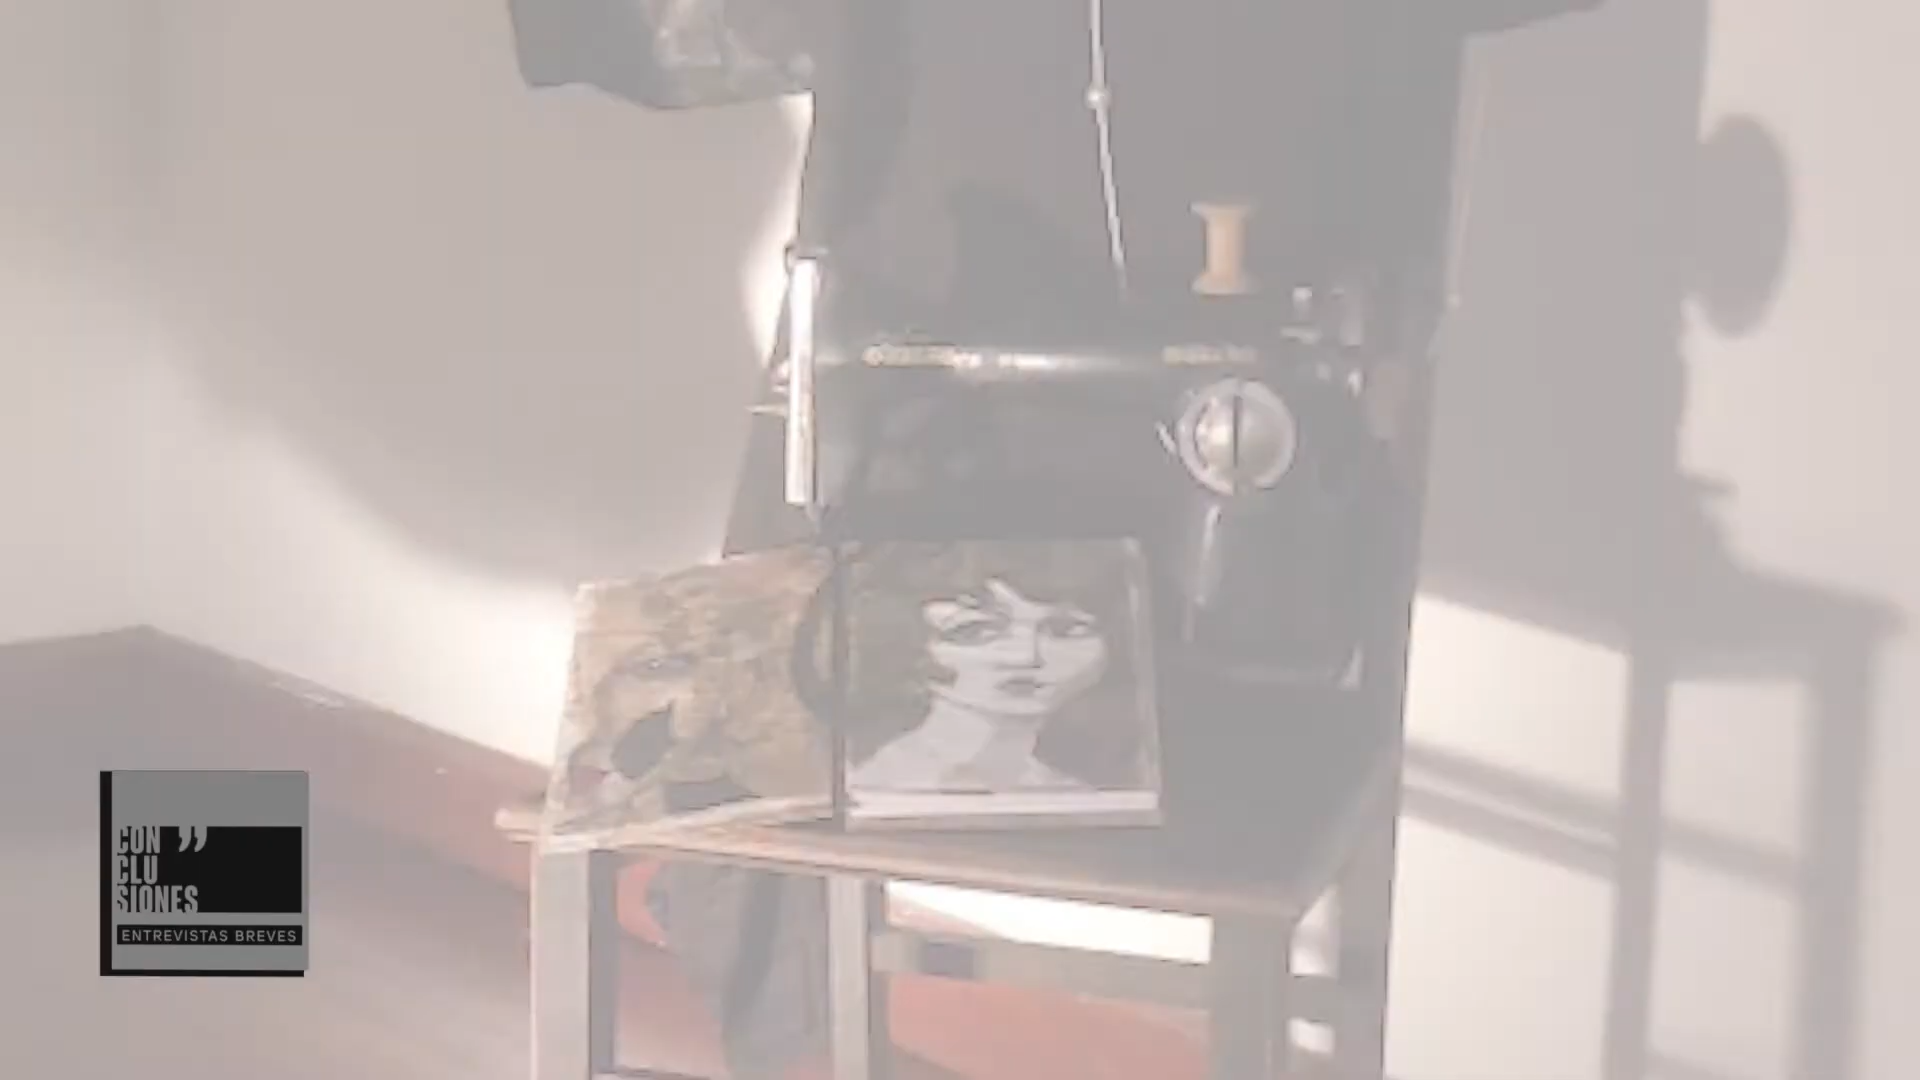 CON ”
CLU
SIONES
ENTREVISTAS BREVES